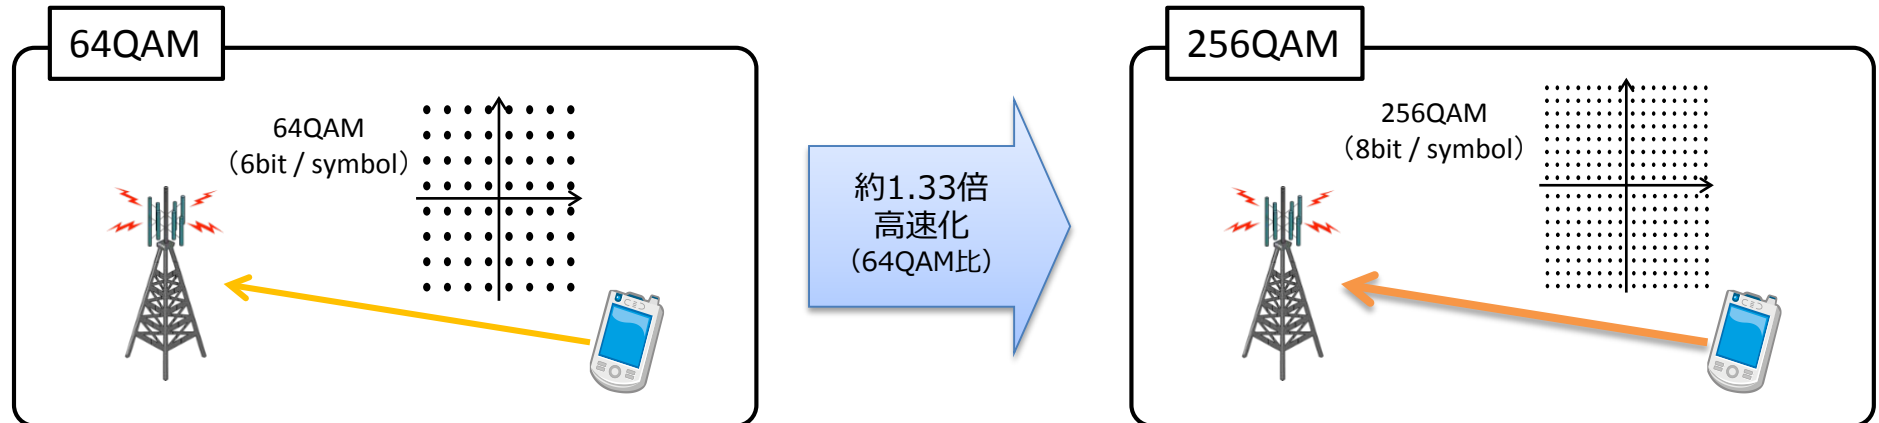 64QAM
64QAM
（6bit / symbol）
約1.33倍
高速化
（64QAM比）
256QAM
256QAM
（8bit / symbol）